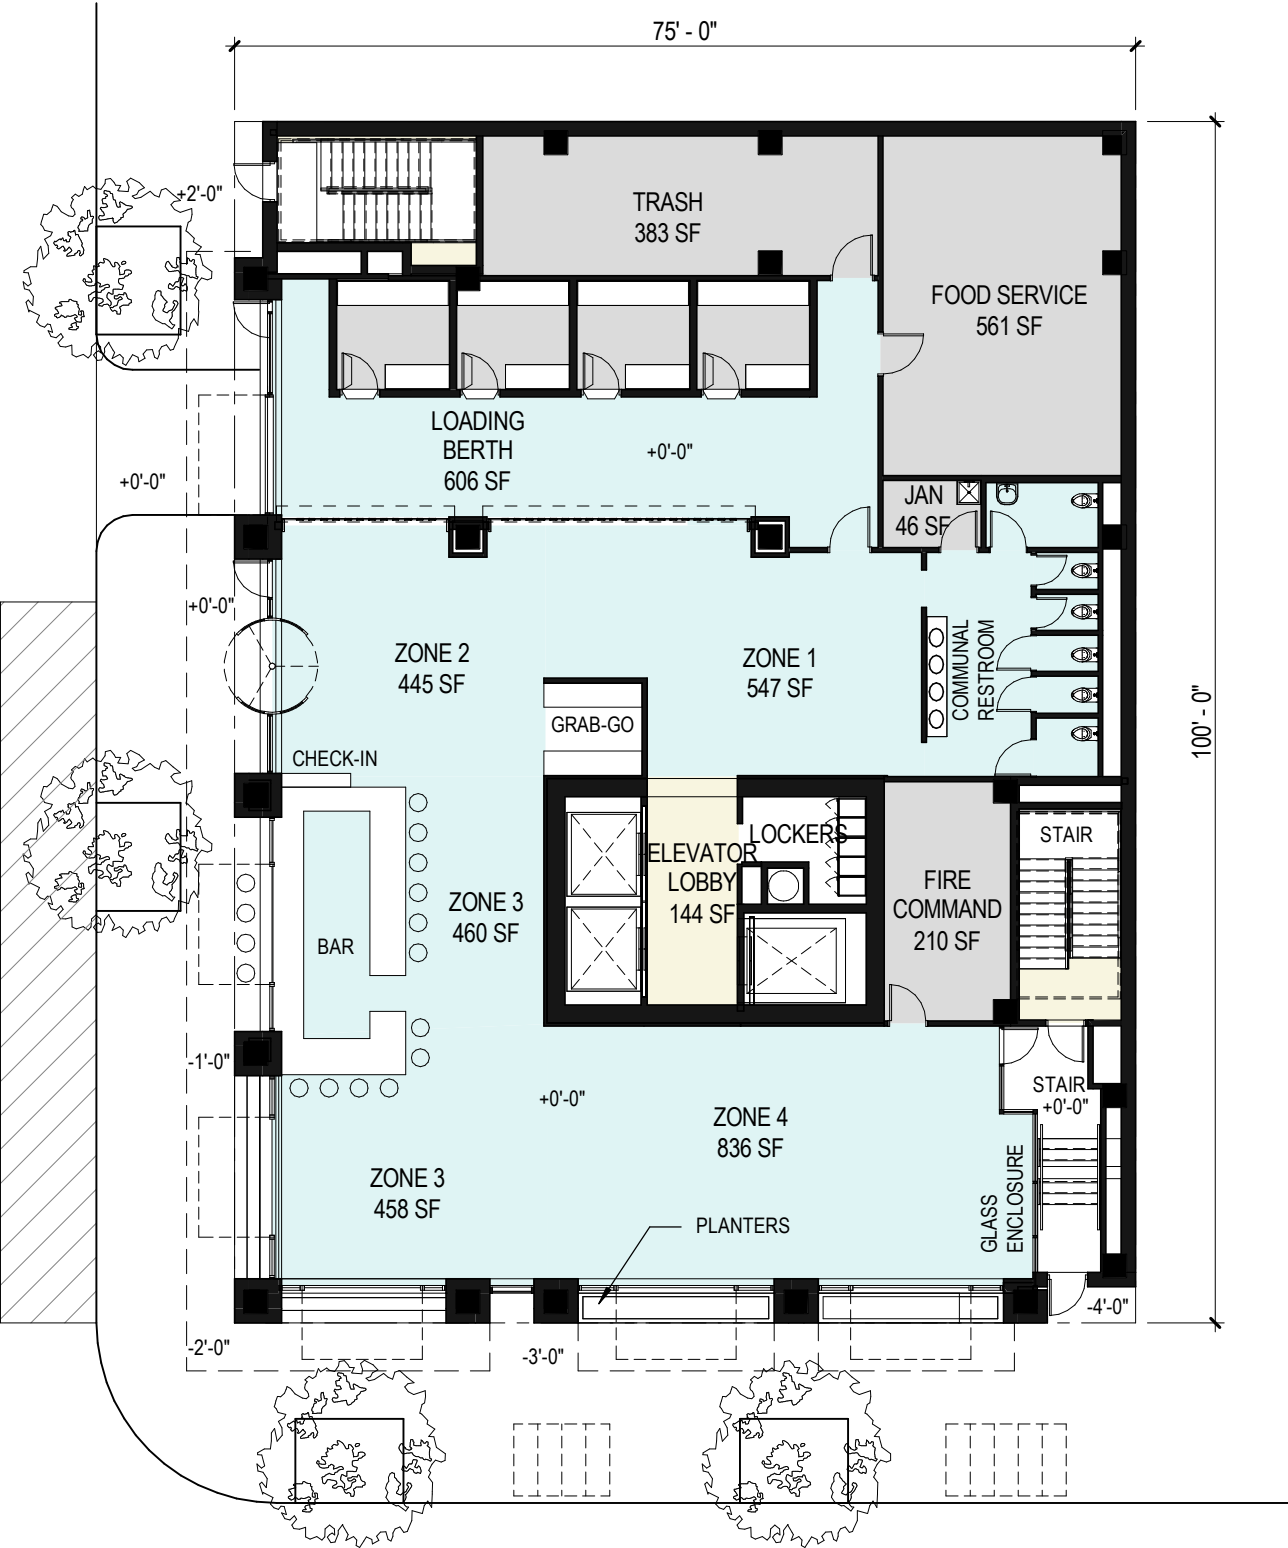 75' - 0"
+2'-0"
TRASH
383 SF
FOOD SERVICE
561 SF
LOADING
BERTH
606 SF
+0'-0"
+0'-0"
JAN
46 SF
+0'-0"
ZONE 2
445 SF
ZONE 1
547 SF
COMMUNAL
RESTROOM
100' - 0"
GRAB-GO
CHECK-IN
LOCKERS
STAIR
ELEVATOR
LOBBY
144 SF
FIRE
COMMAND
210 SF
ZONE 3
460 SF
BAR
-1'-0"
+0'-0"
STAIR
+0'-0"
ZONE 4
836 SF
ZONE 3
458 SF
GLASS
ENCLOSURE
PLANTERS
-4'-0"
-2'-0"
-3'-0"